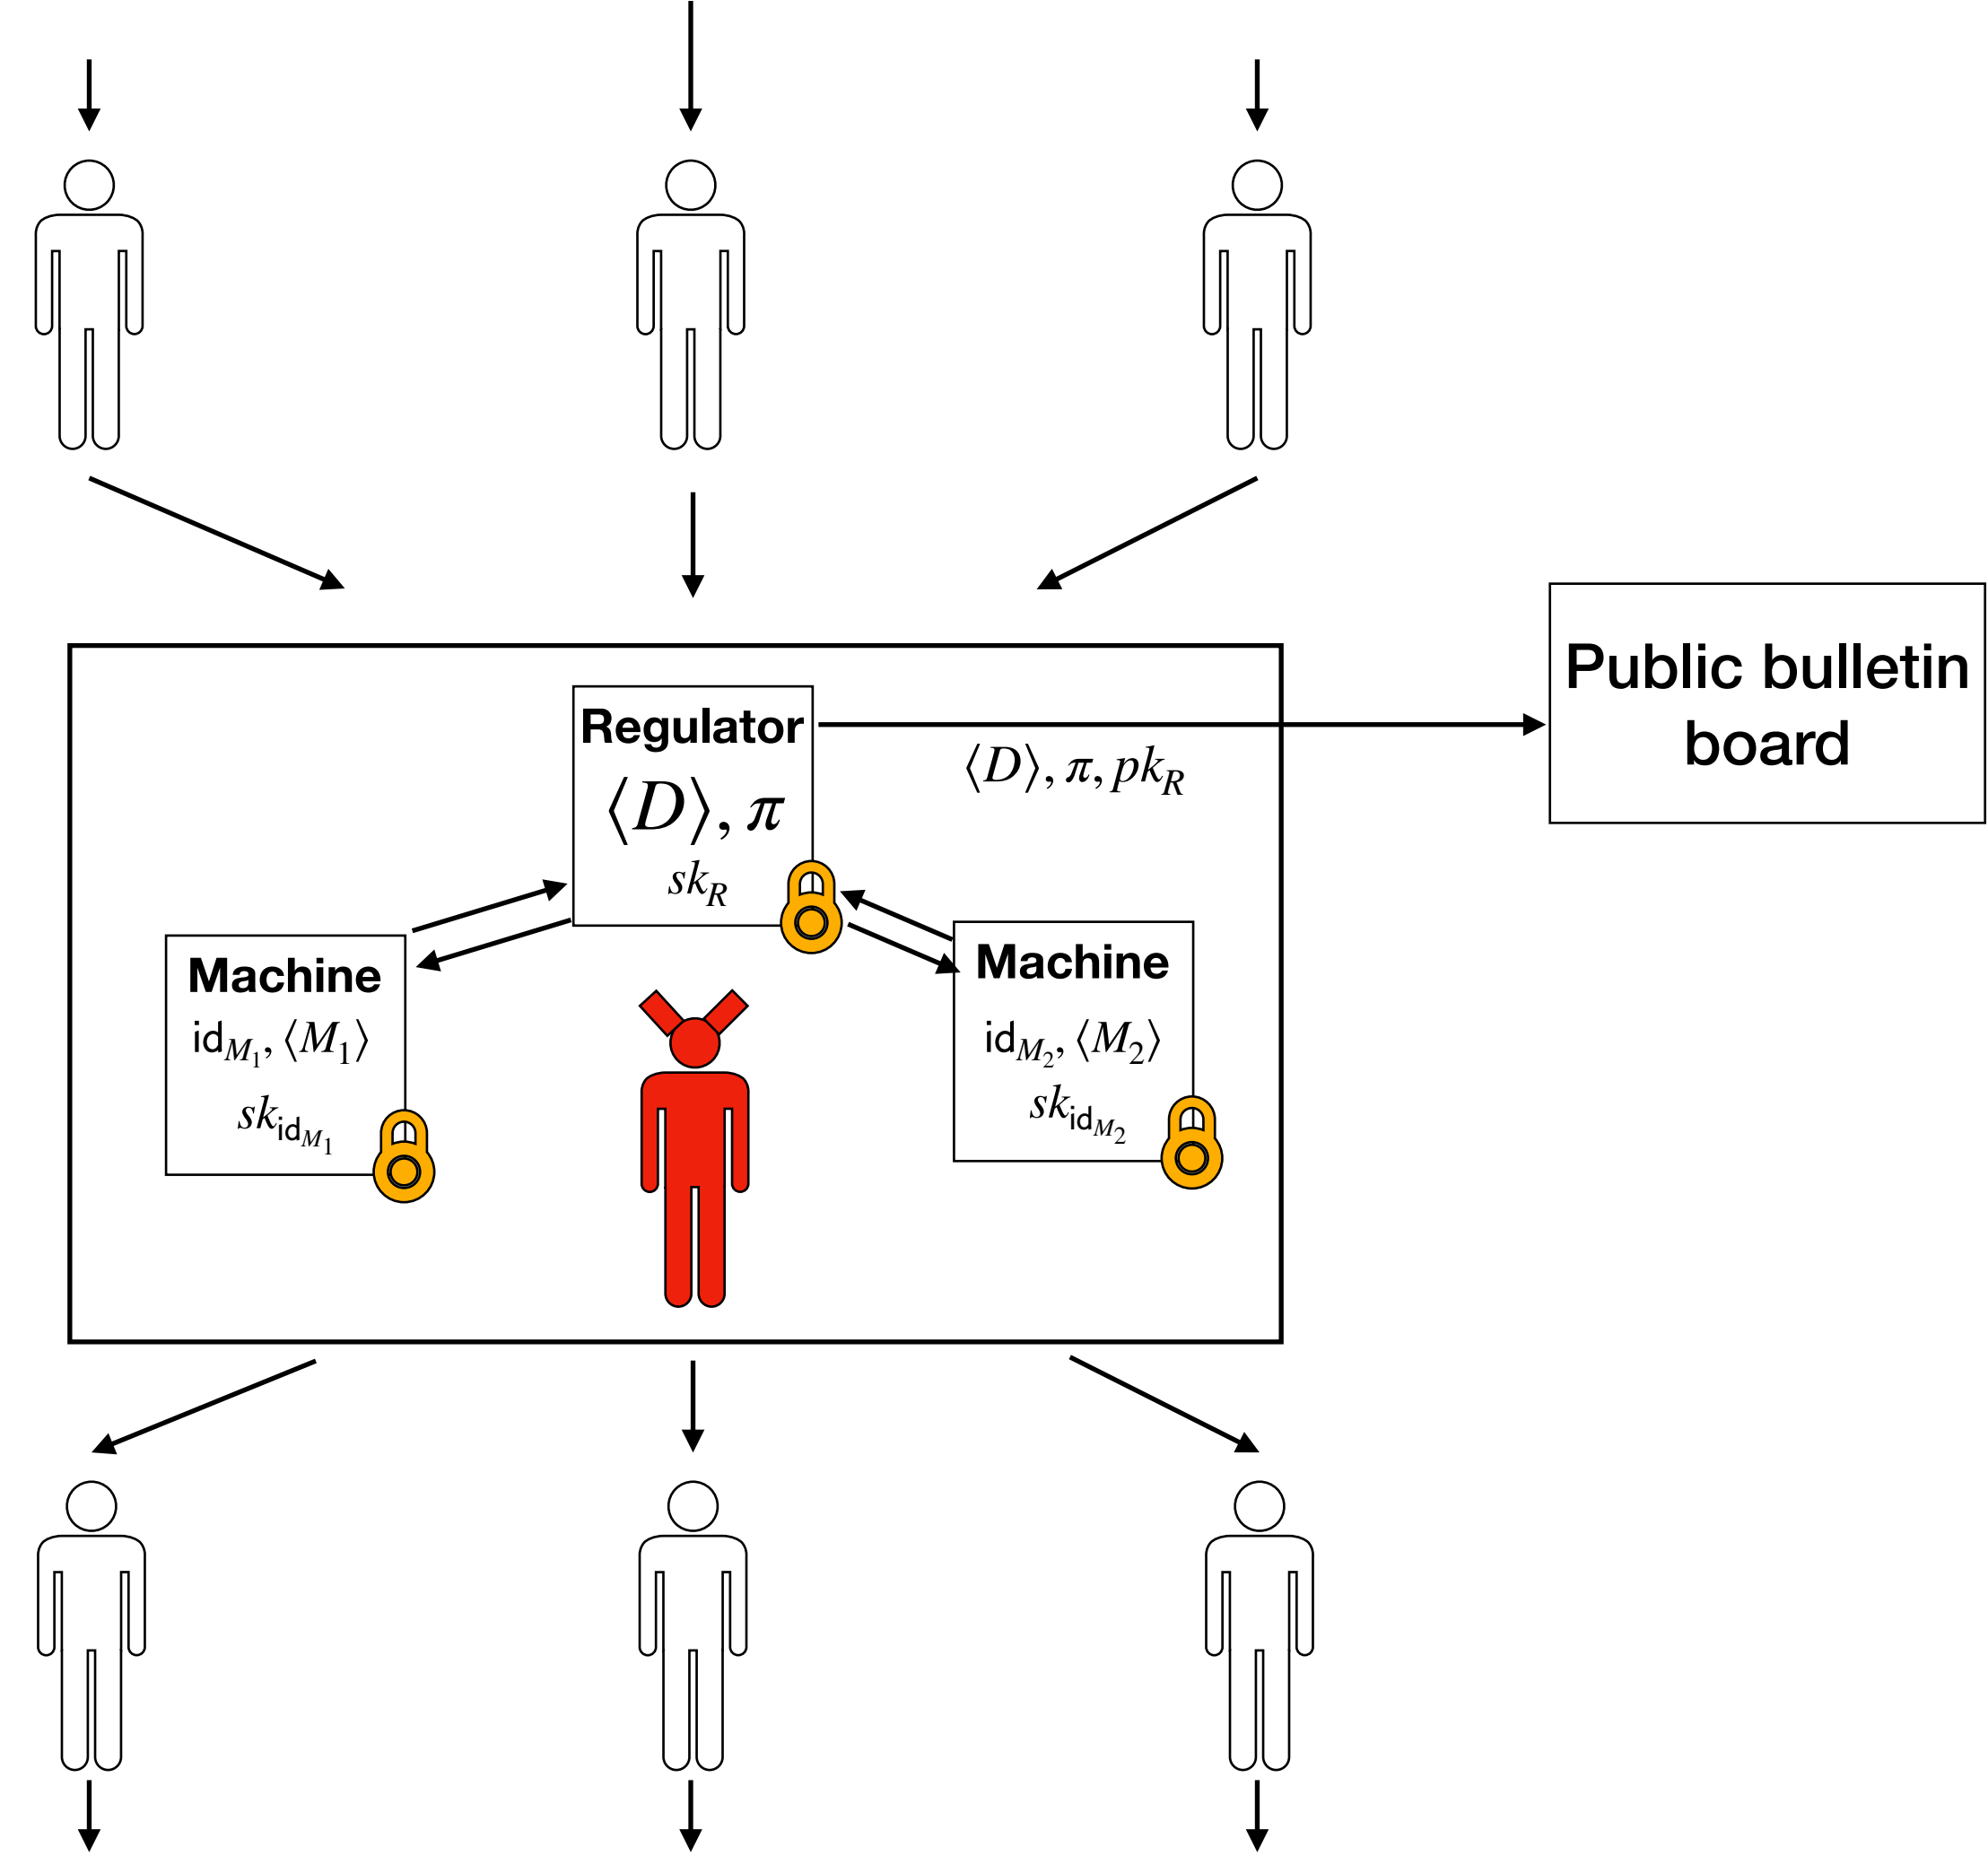 Regulator
⟨D⟩, π
sk_R
⟨D⟩, π, pk_R
Public bulletin
board
Machine
id_{M_1}, ⟨M_1⟩
sk_{id_{M_1}}
Machine
id_{M_2}, ⟨M_2⟩
sk_{id_{M_2}}